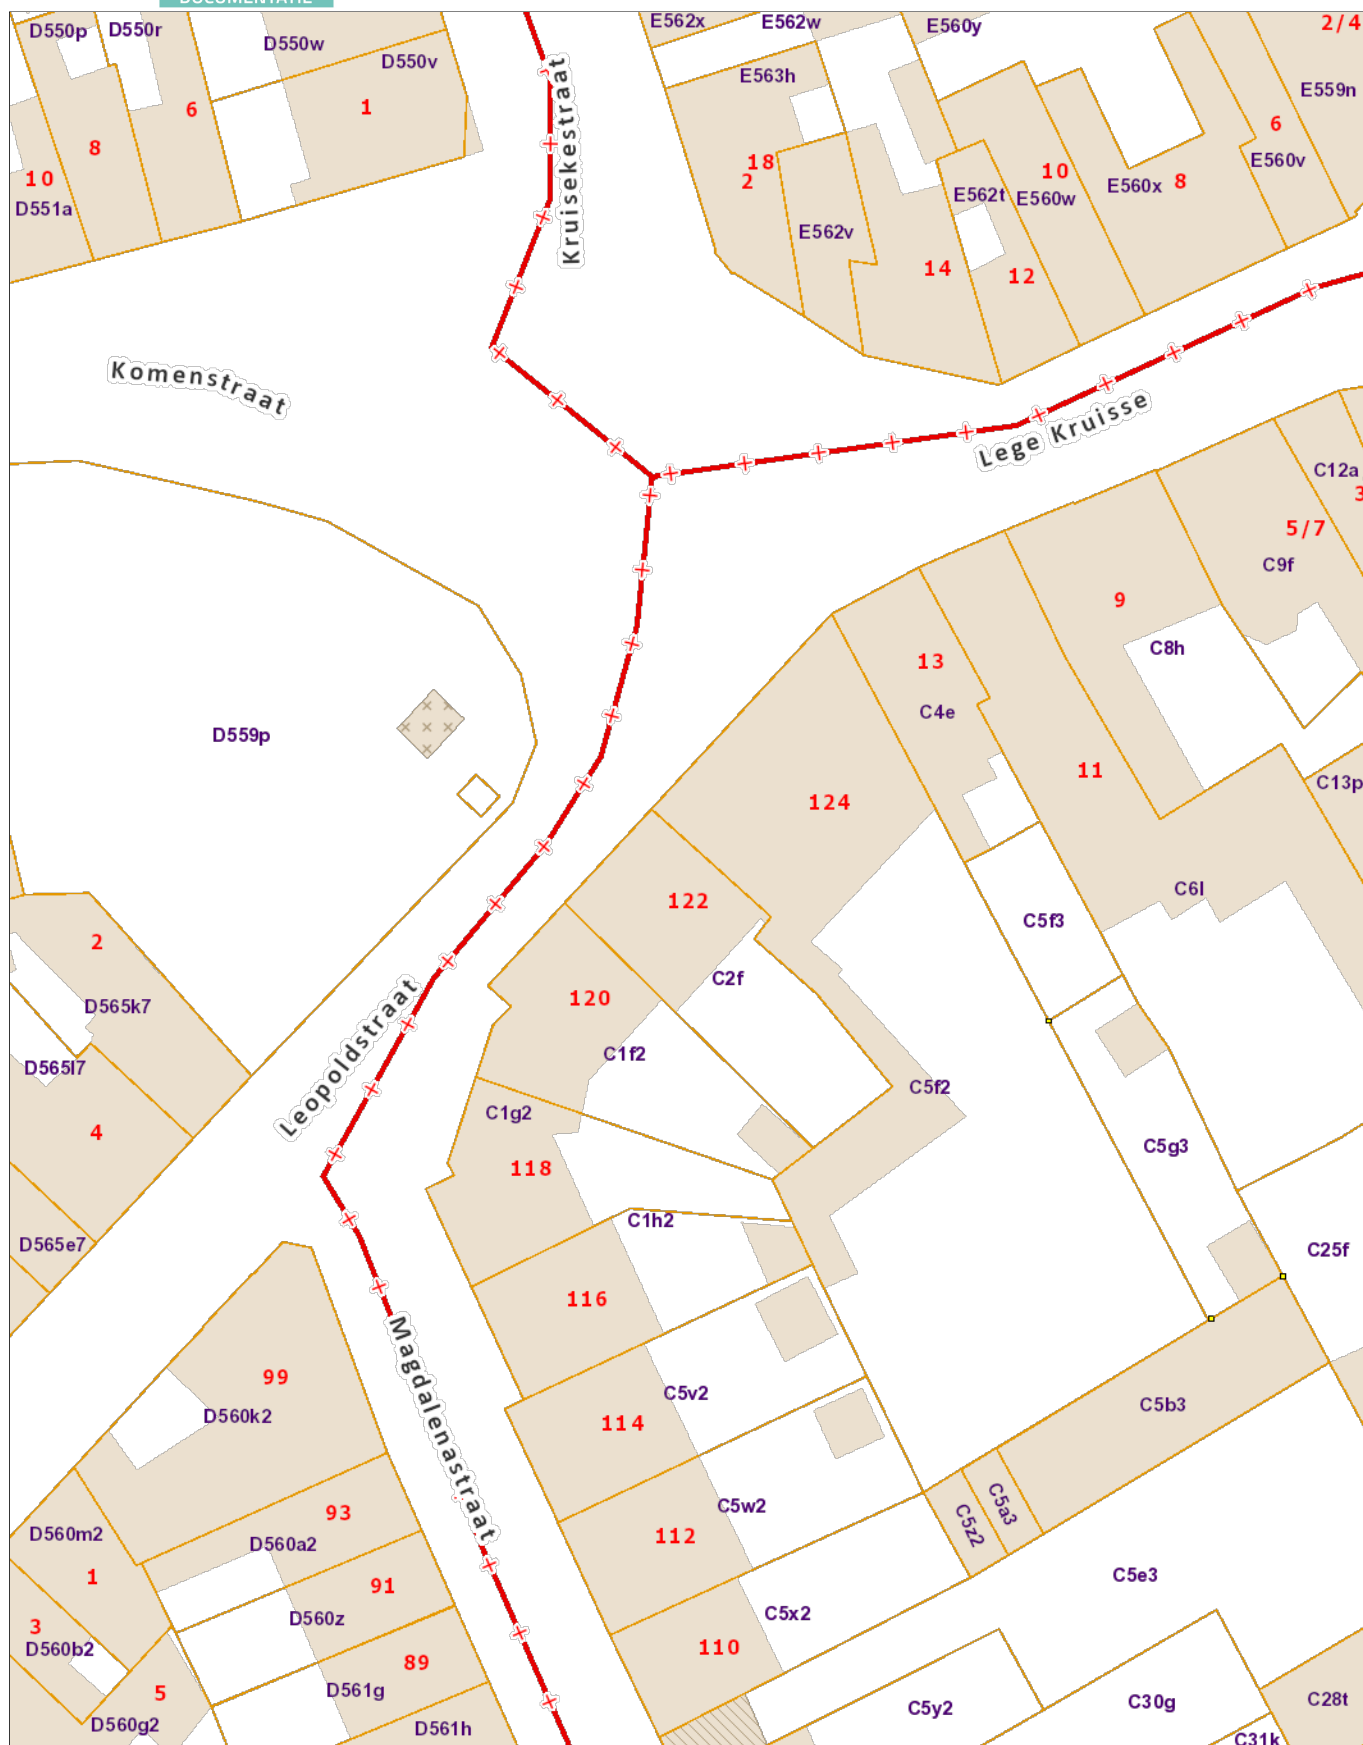 DOCUMENTATIE
D550p
D550r
D550w
D550v
6
1
8
10
D551a
Kruisekestraat
E562x
E562w
E560y
E563h
2/4
E559n
6
E560v
18
2
E562v
E562t
10
E560w
E560x
8
14
12
Komenstraat
Lege Kruisse
C12a
3
5/7
C9f
9
C8h
13
C4e
11
D559p
124
C13p
C6l
122
C5f3
C2f
2
D565k7
120
C1f2
Leopoldstraat
D565l7
C5f2
C1g2
4
118
C5g3
C1h2
D565e7
C25f
116
Magdalenastraat
99
D560k2
C5v2
114
C5b3
C5w2
C5a3
C5z2
93
D560m2
D560a2
112
1
91
C5e3
3
D560z
C5x2
D560b2
110
89
5
D561g
C30g
C28t
C5y2
D560g2
D561h
C31k